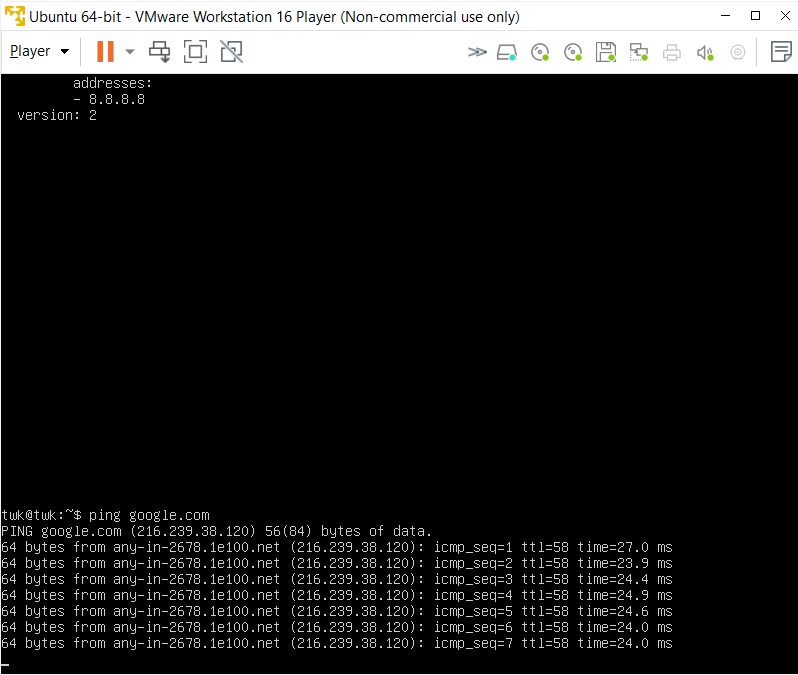 Ubuntu 64-bit - VMware Workstation 16 Player (Non-commercial use only)
Player
addresses:
- 8.8.8.8
version: 2
twk@twk:~$ ping google.com
PING google.com (216.239.38.120) 56(84) bytes of data.
64 bytes from any-in-2678.1e100.net (216.239.38.120): icmp_seq=1 ttl=58 time=27.0 ms
64 bytes from any-in-2678.1e100.net (216.239.38.120): icmp_seq=2 ttl=58 time=23.9 ms
64 bytes from any-in-2678.1e100.net (216.239.38.120): icmp_seq=3 ttl=58 time=24.4 ms
64 bytes from any-in-2678.1e100.net (216.239.38.120): icmp_seq=4 ttl=58 time=24.9 ms
64 bytes from any-in-2678.1e100.net (216.239.38.120): icmp_seq=5 ttl=58 time=24.6 ms
64 bytes from any-in-2678.1e100.net (216.239.38.120): icmp_seq=6 ttl=58 time=24.0 ms
64 bytes from any-in-2678.1e100.net (216.239.38.120): icmp_seq=7 ttl=58 time=24.0 ms